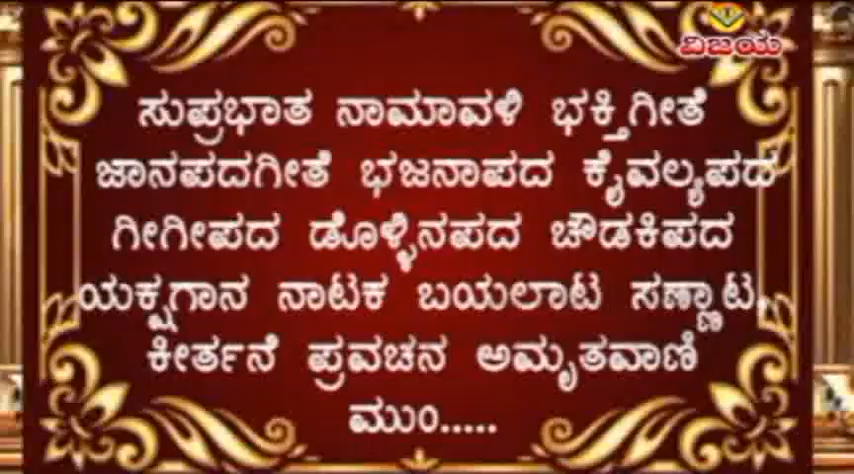 ವಿಜಯ
ಸುಪ್ರಭಾತ ನಾಮಾವಳಿ ಭಕ್ತಿಗೀತೆ
ಜಾನಪದಗೀತೆ ಭಜನಾಪದ ಕೈವಲ್ಯಪದ
ಗೀಗೀಪದ ಡೊಳ್ಳಿನಪದ ಚೌಡಕಿಪದ
ಯಕ್ಷಗಾನ ನಾಟಕ ಬಯಲಾಟ ಸಣ್ಣಾಟ,
ಕೀರ್ತನೆ ಪ್ರವಚನ ಅಮೃತವಾಣಿ
ಮುಂ.....